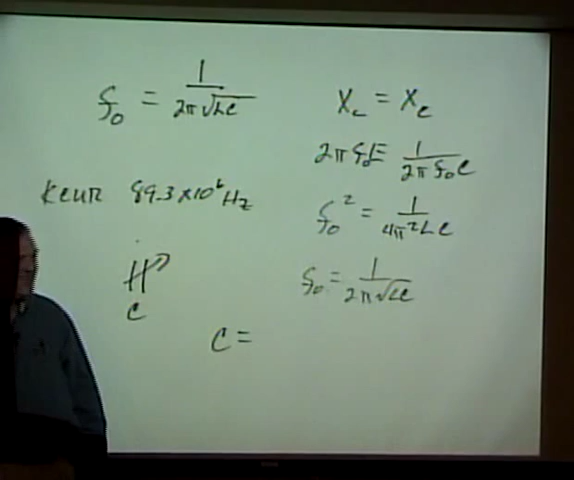 f₀ = 1 / 2π√LC
KCUR 89.3×10⁶ Hz
C
C =
X_L = X_C
2πf₀L = 1 / 2πf₀C
f₀² = 1 / 4π²LC
f₀ = 1 / 2π√LC